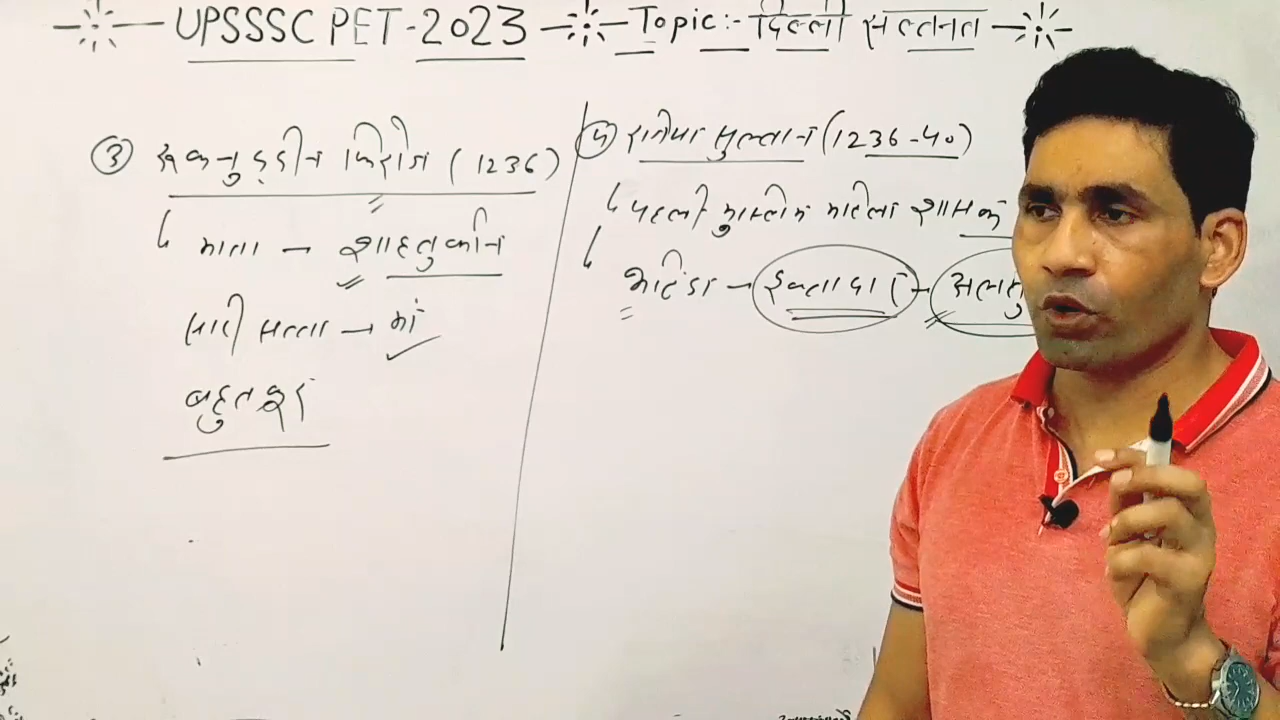 UPSSSC PET-2023 Topic:- दिल्ली सल्तनत
③ रुकनुद्दीन फिरोज (1236)
माता - शाहतुर्कान
सारी सत्ता → मां
बहुत क्रूर
④ रजिया सुल्तान (1236-40)
पहली मुस्लिम महिला शासक
भटिंडा → इक्तादार -